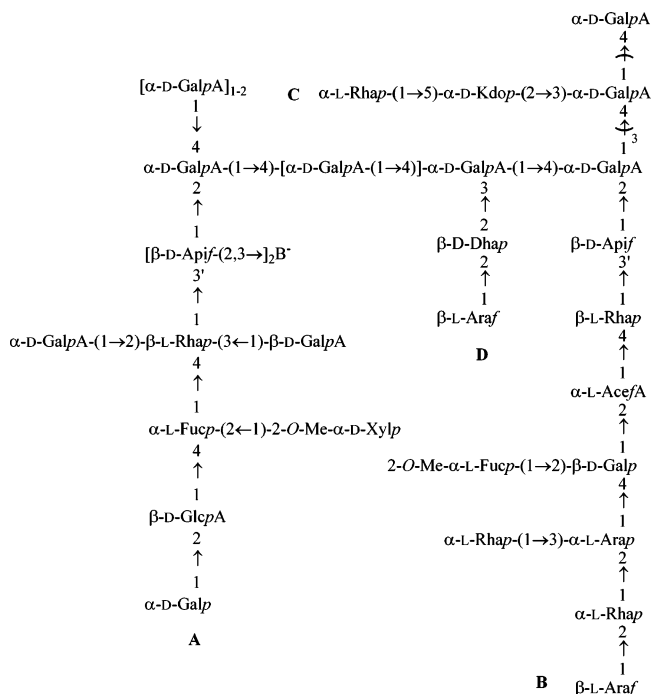 α-D-GalpA
4
↑
1
[α-D-GalpA]1-2
C α-L-Rhap-(1→5)-α-D-Kdop-(2→3)-α-D-GalpA
1
↓
4
4
↑
1 3
α-D-GalpA-(1→4)-[α-D-GalpA-(1→4)]-α-D-GalpA-(1→4)-α-D-GalpA
2 3 2
↑ ↑ ↑
1 1 1
[β-D-Apif-(2,3→]2B- β-D-Dhap β-D-Apif
3' 2 3'
↑ ↑ ↑
1 1 1
α-D-GalpA-(1→2)-β-L-Rhap-(3←1)-β-D-GalpA β-L-Araf β-L-Rhap
4 D 4
↑ ↑
1 1
α-L-AcefA
2
↑
1
α-L-Fucp-(2←1)-2-O-Me-α-D-Xylp
4
↑
1
2-O-Me-α-L-Fucp-(1→2)-β-D-Galp
4
↑
1
β-D-GlcpA
2
↑
1
α-L-Rhap-(1→3)-α-L-Arap
2
↑
1
α-D-Galp α-L-Rhap
A 2
↑
1
B β-L-Araf